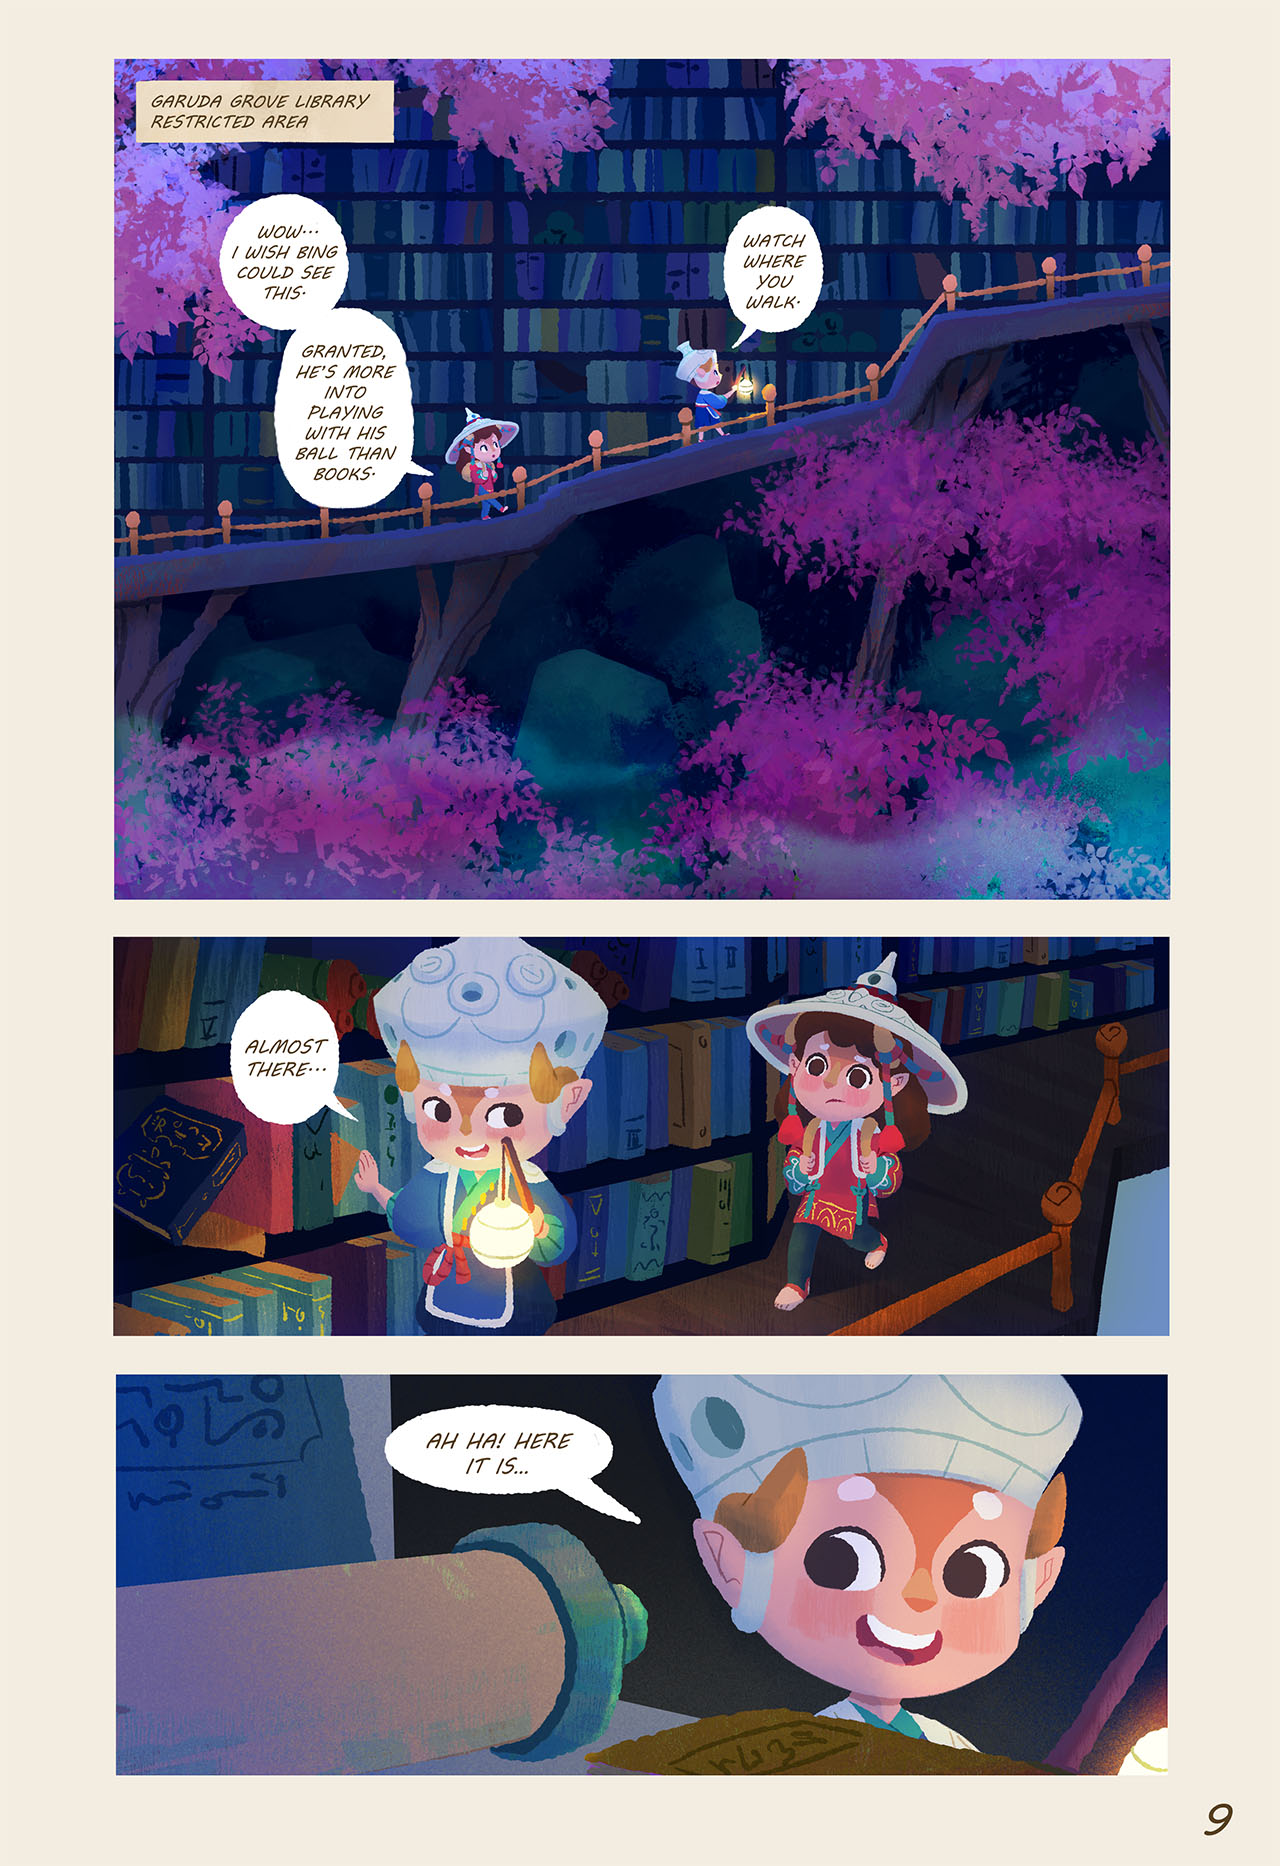 GARUDA GROVE LIBRARY
RESTRICTED AREA
WOW...
I WISH BING
COULD SEE
THIS.
GRANTED,
HE'S MORE
INTO
PLAYING
WITH HIS
BALL THAN
BOOKS.
WATCH
WHERE
YOU
WALK.
ALMOST
THERE...
AH HA! HERE
IT IS...
9